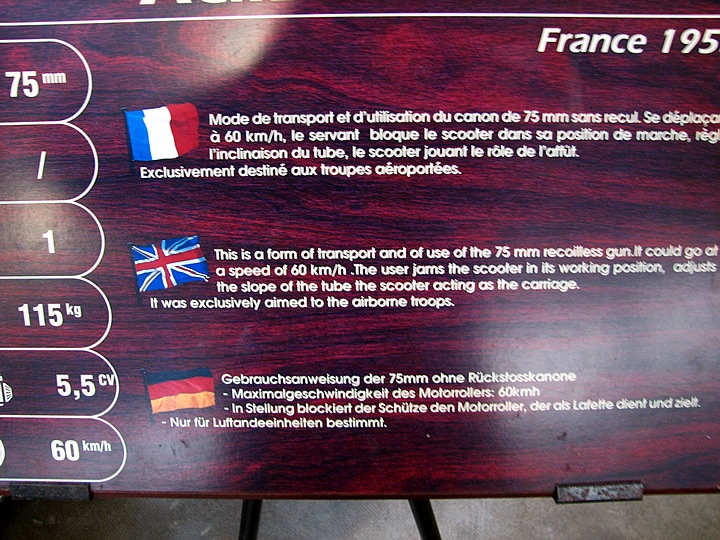 France 195
75 mm
/
1
115 kg
5,5 CV
60 km/h
Mode de transport et d'utilisation du canon de 75 mm sans recul. Se déplaçan
à 60 km/h, le servant bloque le scooter dans sa position de marche, règl
l'inclinaison du tube, le scooter jouant le rôle de l'affût.
Exclusivement destiné aux troupes aéroportées.
This is a form of transport and of use of the 75 mm recoilless gun.It could go at
a speed of 60 km/h .The user jams the scooter in its working position, adjusts
the slope of the tube the scooter acting as the carriage.
It was exclusively aimed to the airborne troops.
Gebrauchsanweisung der 75mm ohne Rückstosskanone
- Maximalgeschwindigkeit des Motorrollers: 60kmh
- In Stellung blockiert der Schütze den Motorroller, der als Lafette dient und zielt.
- Nur für Luftandeeinheiten bestimmt.